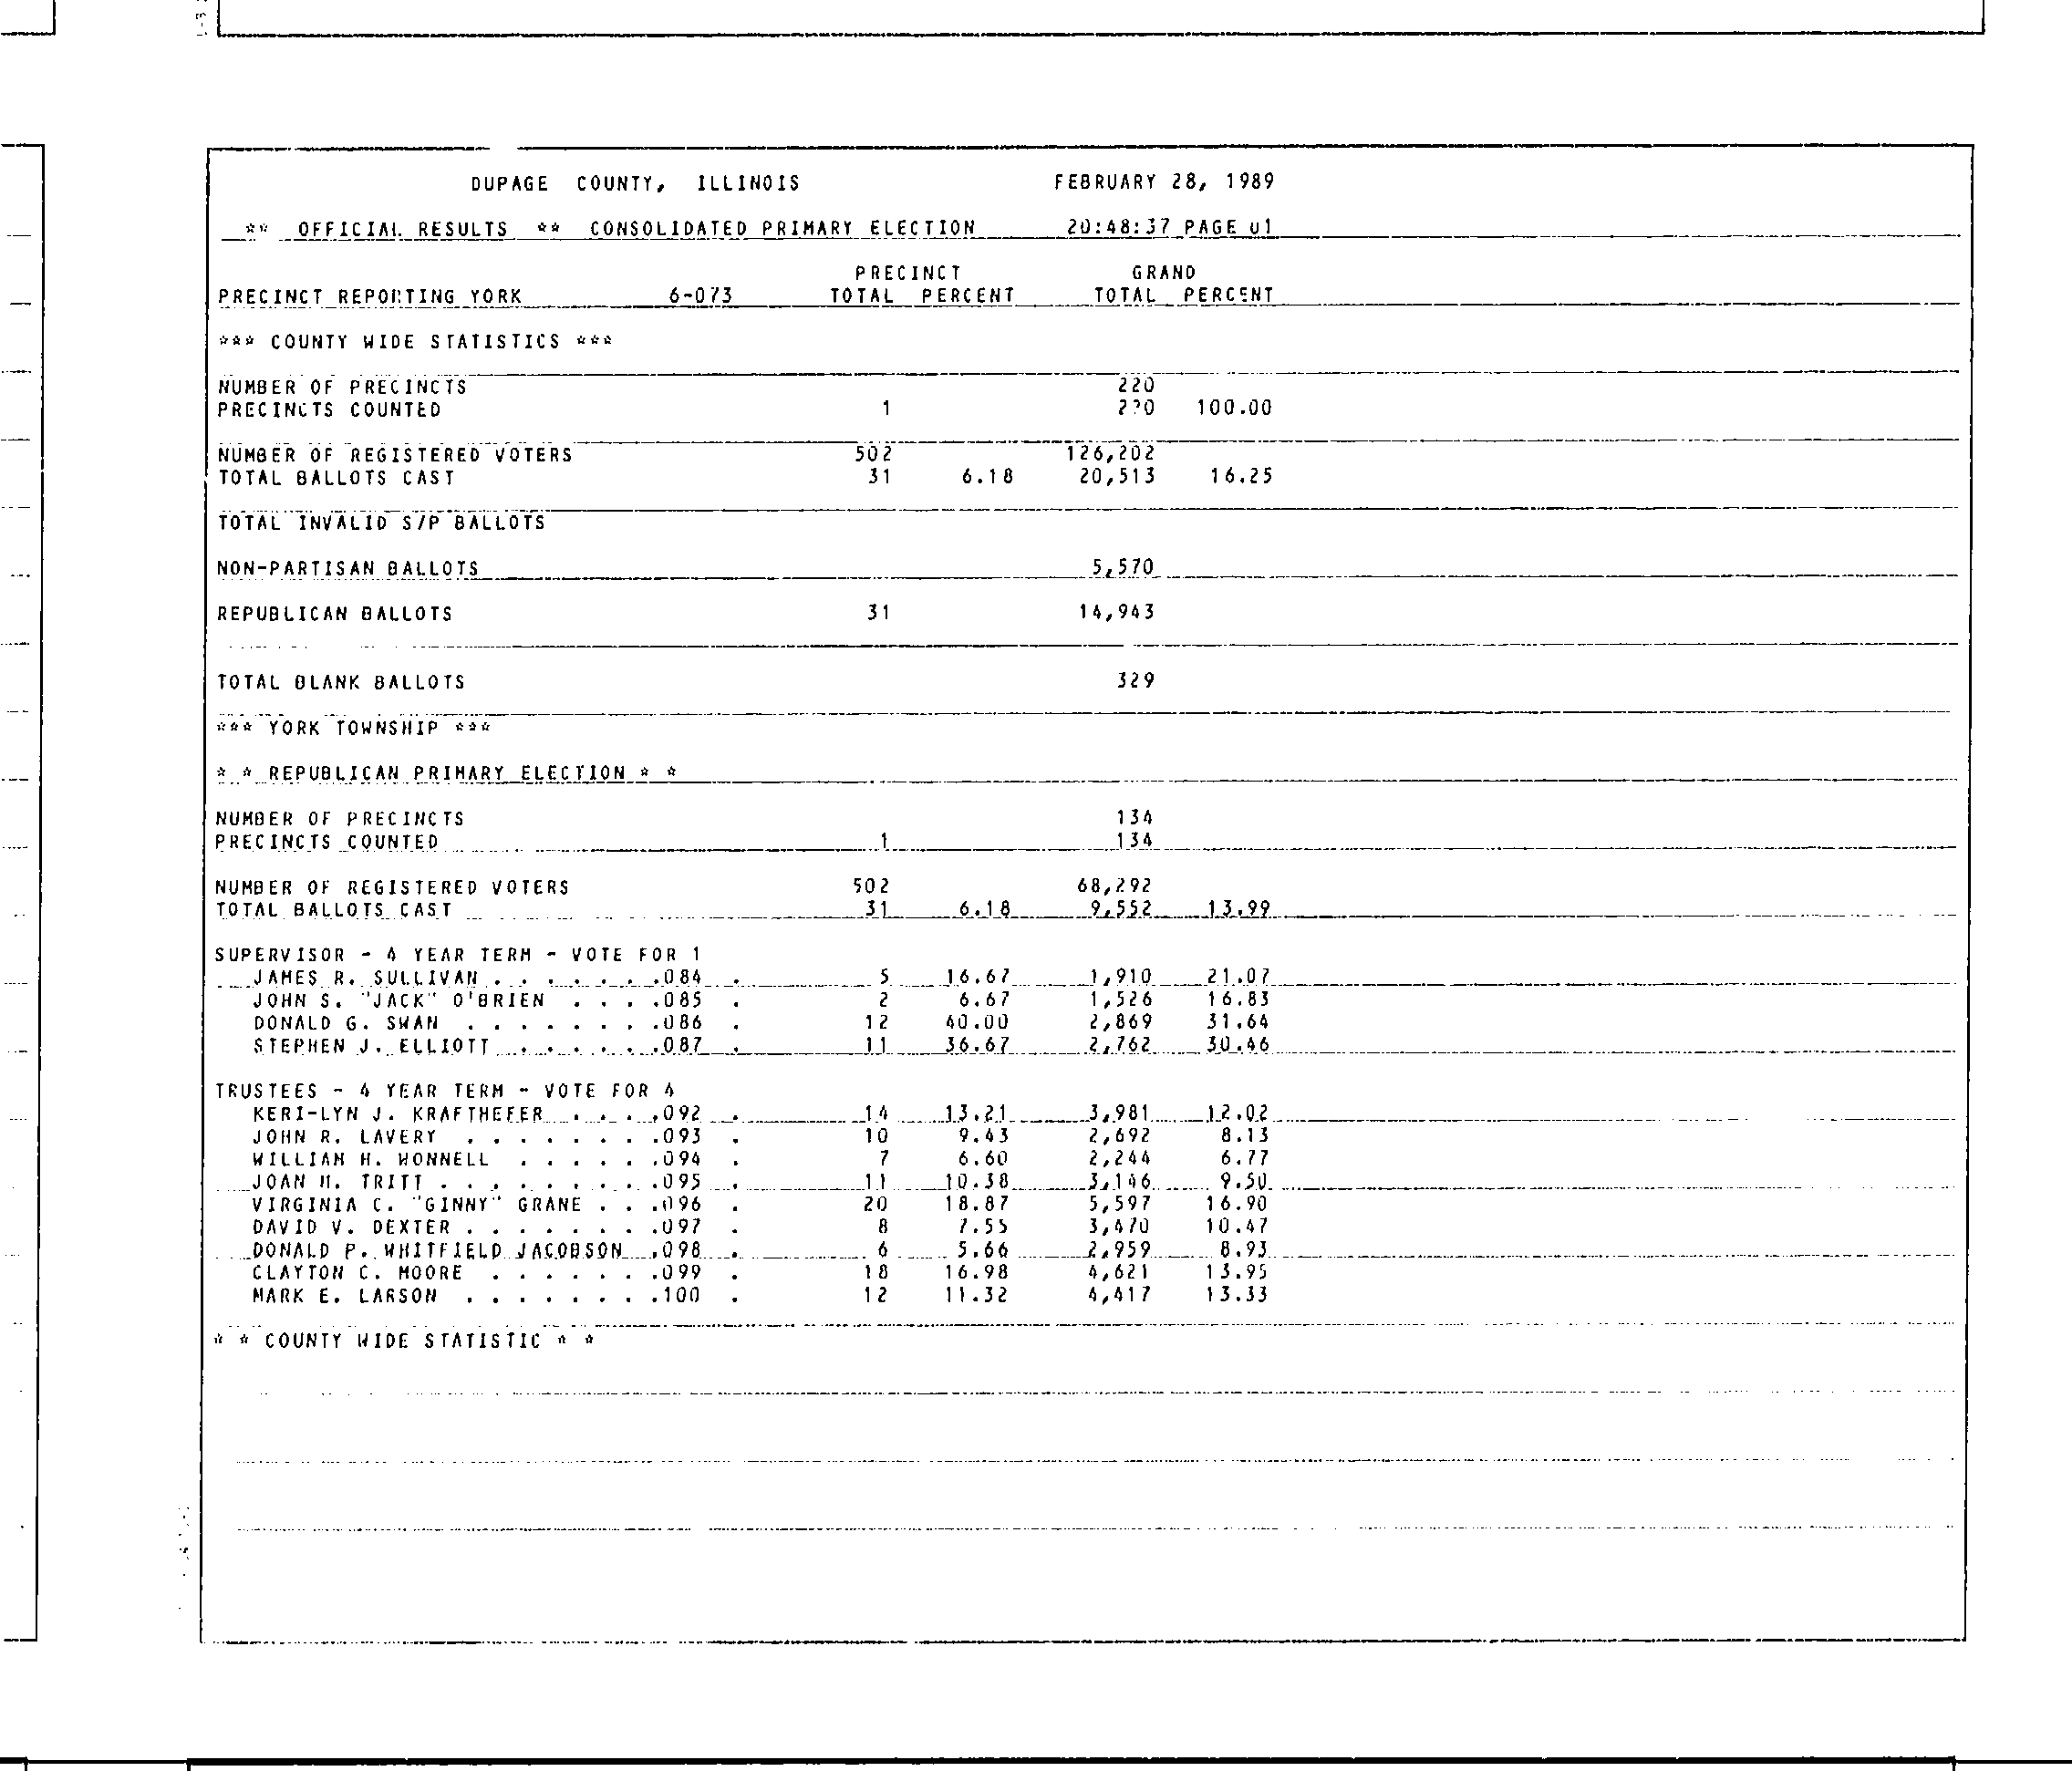 DUPAGE COUNTY, ILLINOIS FEBRUARY 28, 1989
** OFFICIAL RESULTS ** CONSOLIDATED PRIMARY ELECTION 20:48:37 PAGE 01
PRECINCT GRAND
PRECINCT REPORTING YORK 6-073 TOTAL PERCENT TOTAL PERCENT
*** COUNTY WIDE STATISTICS ***
NUMBER OF PRECINCTS 220
PRECINCTS COUNTED 1 220 100.00
NUMBER OF REGISTERED VOTERS 502 126,202
TOTAL BALLOTS CAST 31 6.18 20,513 16.25
TOTAL INVALID S/P BALLOTS
NON-PARTISAN BALLOTS 5,570
REPUBLICAN BALLOTS 31 14,943
TOTAL BLANK BALLOTS 329
*** YORK TOWNSHIP ***
* * REPUBLICAN PRIMARY ELECTION * *
NUMBER OF PRECINCTS 134
PRECINCTS COUNTED 1 134
NUMBER OF REGISTERED VOTERS 502 68,292
TOTAL BALLOTS CAST 31 6.18 9,552 13.99
SUPERVISOR - 4 YEAR TERM - VOTE FOR 1
JAMES R. SULLIVAN . . . . . . .084 . 5 16.67 1,910 21.07
JOHN S. "JACK" O'BRIEN . . . .085 . 2 6.67 1,526 16.83
DONALD G. SWAN . . . . . . . .086 . 12 40.00 2,869 31.64
STEPHEN J. ELLIOTT . . . . . .087 . 11 36.67 2,762 30.46
TRUSTEES - 4 YEAR TERM - VOTE FOR 4
KERI-LYN J. KRAFTHEFER . . . .092 . 14 13.21 3,981 12.02
JOHN R. LAVERY . . . . . . . .093 . 10 9.43 2,692 8.13
WILLIAM H. WONNELL . . . . . .094 . 7 6.60 2,244 6.77
JOAN H. TRITT . . . . . . . . .095 . 11 10.38 3,146 9.50
VIRGINIA C. "GINNY" GRANE . . .096 . 20 18.87 5,597 16.90
DAVID V. DEXTER . . . . . . . .097 . 8 7.55 3,470 10.47
DONALD P. WHITFIELD JACOBSON .098 . 6 5.66 2,959 8.93
CLAYTON C. MOORE . . . . . . .099 . 18 16.98 4,621 13.95
MARK E. LARSON . . . . . . . .100 . 12 11.32 4,417 13.33
* * COUNTY WIDE STATISTIC * *